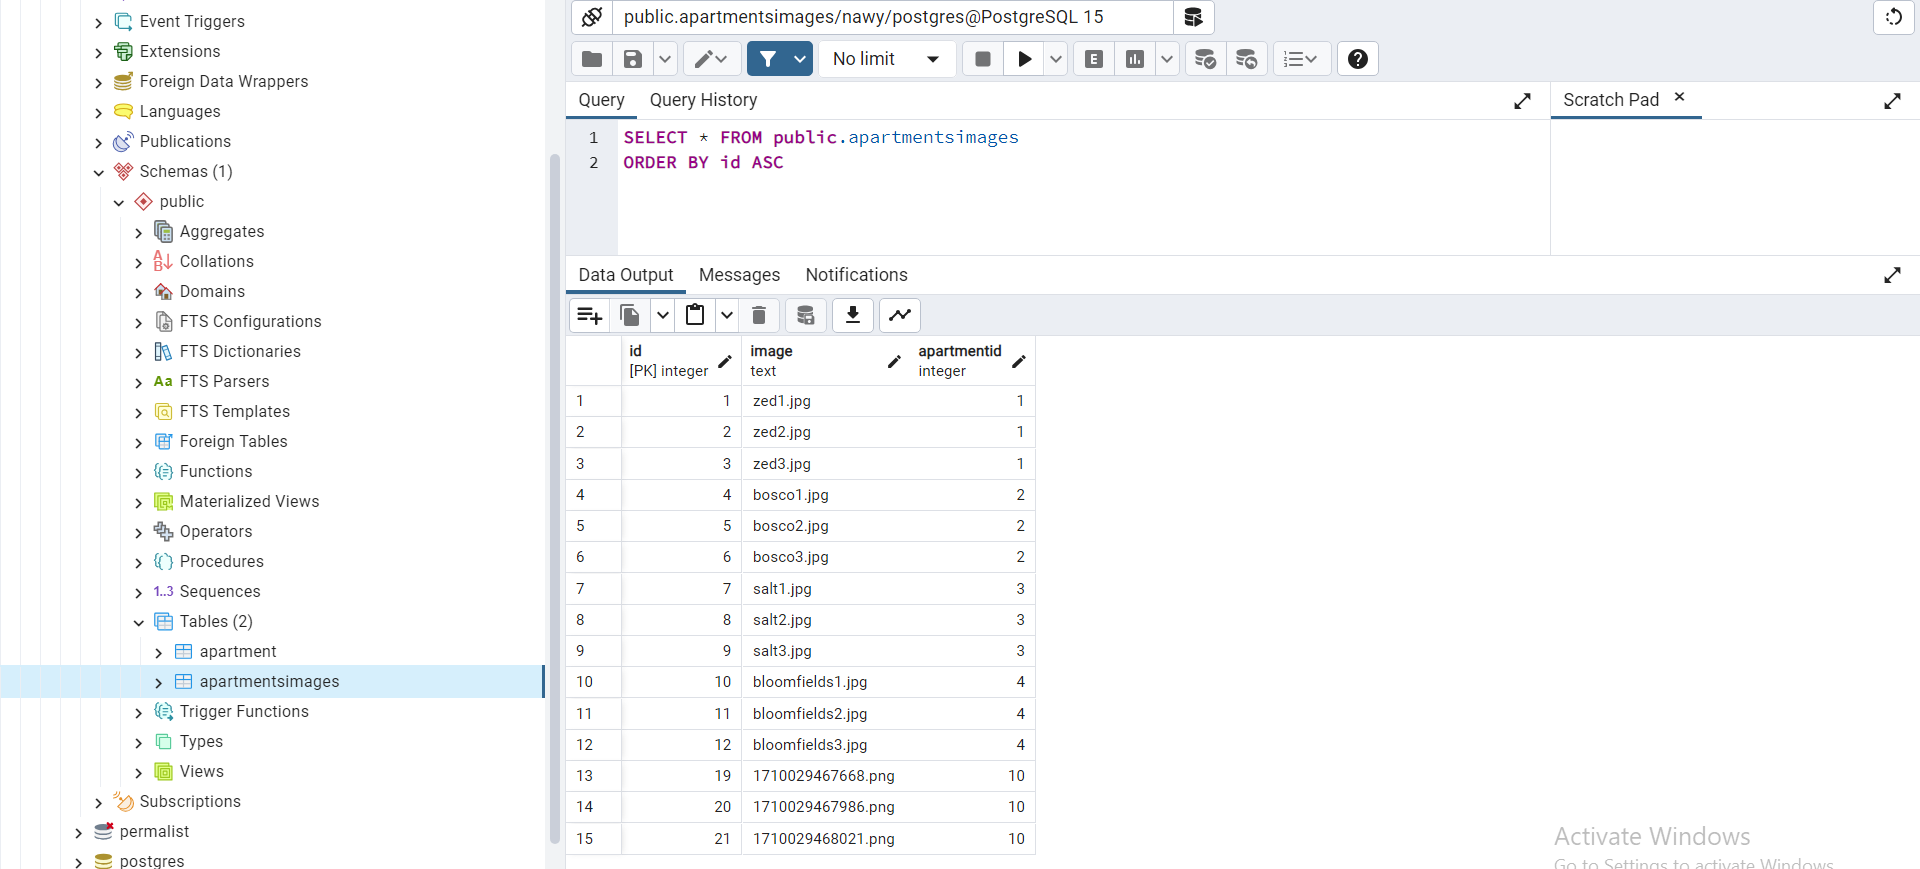 Event Triggers
Extensions
Foreign Data Wrappers
Languages
Publications
Schemas (1)
public
Aggregates
Collations
Domains
FTS Configurations
FTS Dictionaries
Aa FTS Parsers
FTS Templates
Foreign Tables
Functions
Materialized Views
Operators
Procedures
1..3 Sequences
Tables (2)
apartment
apartmentsimages
Trigger Functions
Types
Views
Subscriptions
permalist
postgres
public.apartmentsimages/nawy/postgres@PostgreSQL 15
No limit
E
Query Query History
Scratch Pad
1 SELECT * FROM public.apartmentsimages
2 ORDER BY id ASC
Data Output Messages Notifications
id image apartmentid
[PK] integer text integer
1 1 zed1.jpg 1
2 2 zed2.jpg 1
3 3 zed3.jpg 1
4 4 bosco1.jpg 2
5 5 bosco2.jpg 2
6 6 bosco3.jpg 2
7 7 salt1.jpg 3
8 8 salt2.jpg 3
9 9 salt3.jpg 3
10 10 bloomfields1.jpg 4
11 11 bloomfields2.jpg 4
12 12 bloomfields3.jpg 4
13 19 1710029467668.png 10
14 20 1710029467986.png 10
15 21 1710029468021.png 10
Activate Windows
Go to Settings to activate Windows.